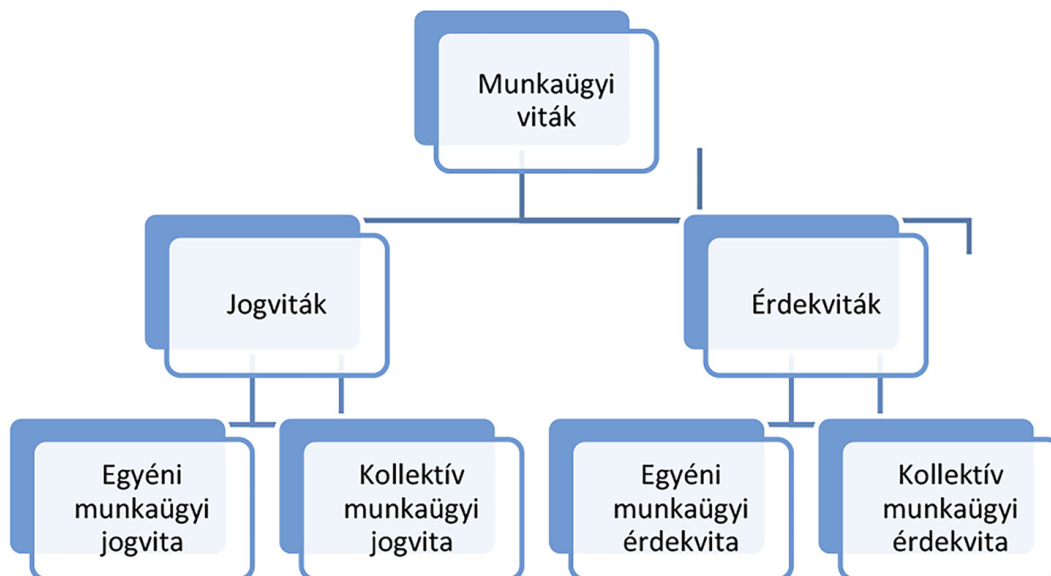 Munkaügyi
viták
Jogviták
Érdekviták
Egyéni
munkaügyi
jogvita
Kollektív
munkaügyi
jogvita
Egyéni
munkaügyi
érdekvita
Kollektív
munkaügyi
érdekvita